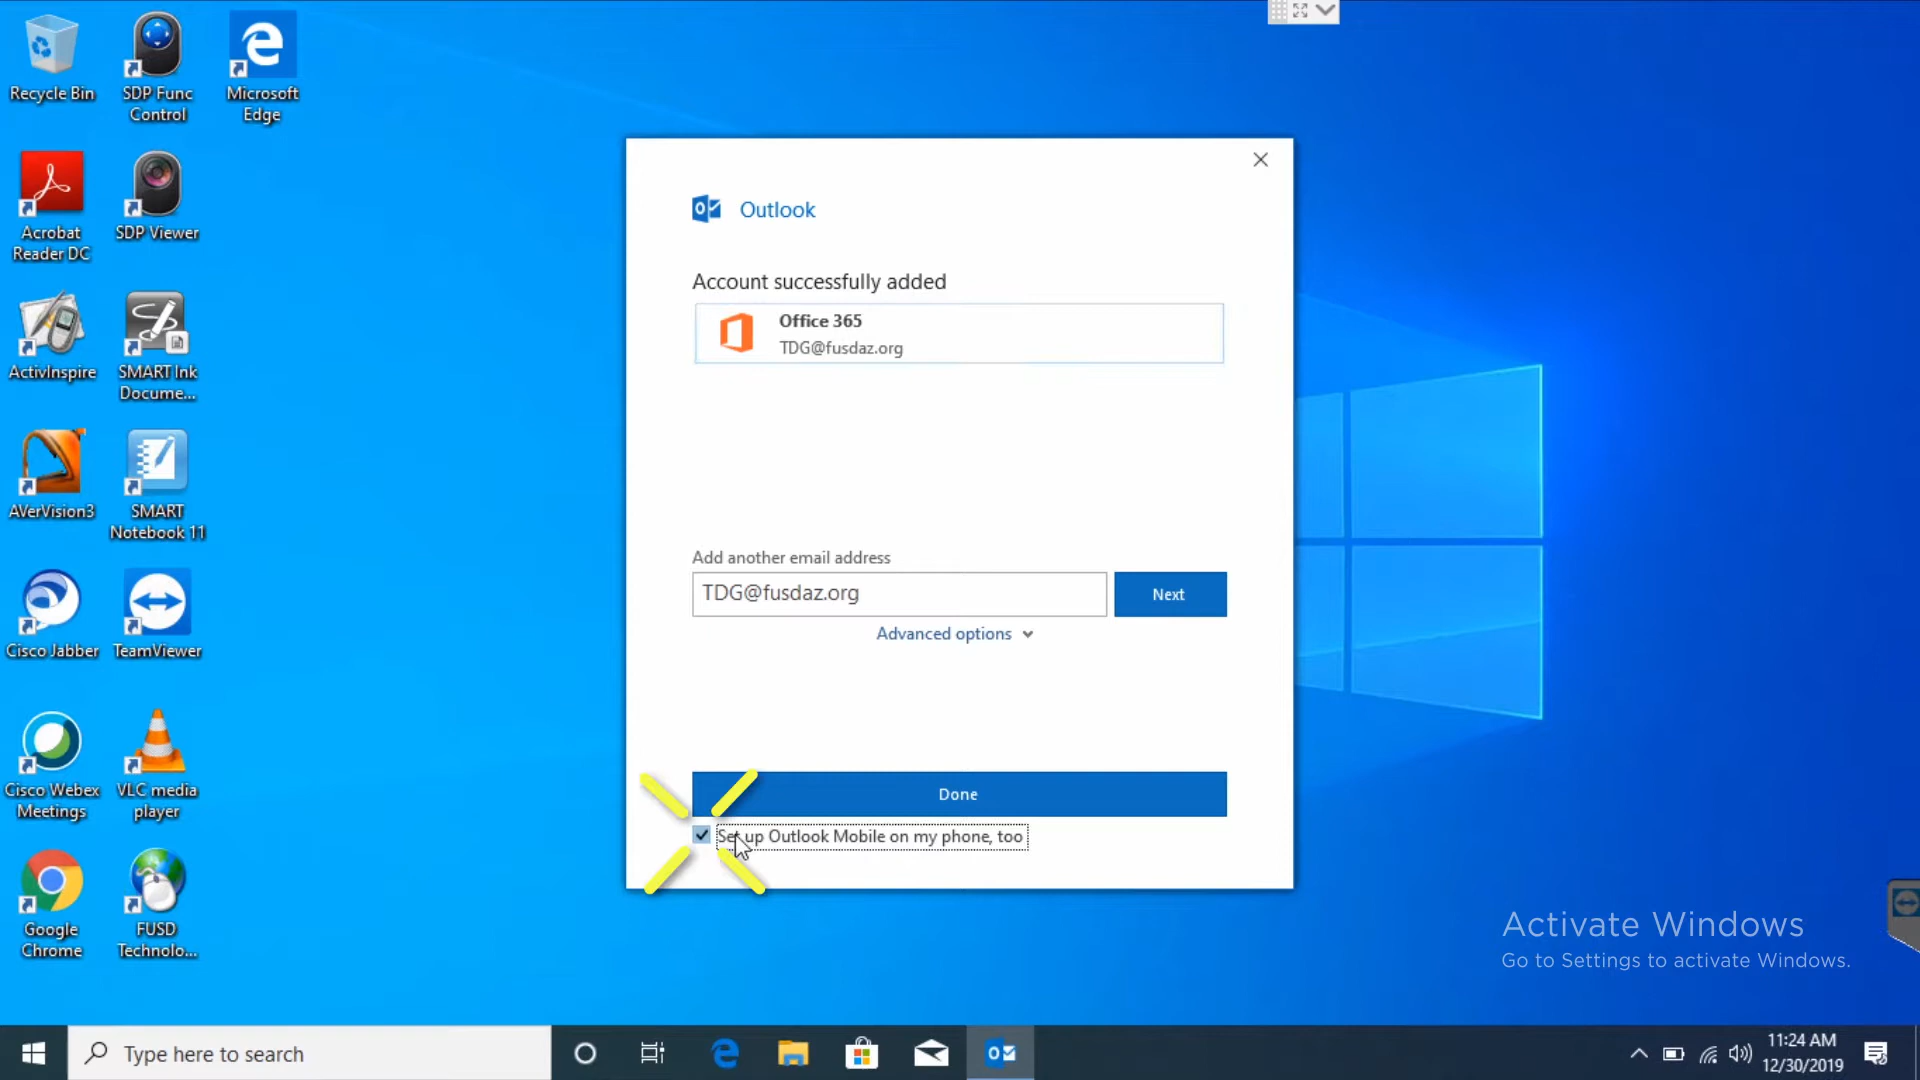 Recycle Bin
SDP Func
Control
Microsoft
Edge
Acrobat
Reader DC
SDP Viewer
ActivInspire
SMART Ink
Docume...
AVerVision3
SMART
Notebook 11
Cisco Jabber
TeamViewer
Cisco Webex
Meetings
VLC media
player
Google
Chrome
FUSD
Technolo...
Outlook
Account successfully added
Office 365
TDG@fusdaz.org
Add another email address
TDG@fusdaz.org
Next
Advanced options
Done
Set up Outlook Mobile on my phone, too
Activate Windows
Go to Settings to activate Windows.
Type here to search
11:24 AM
12/30/2019